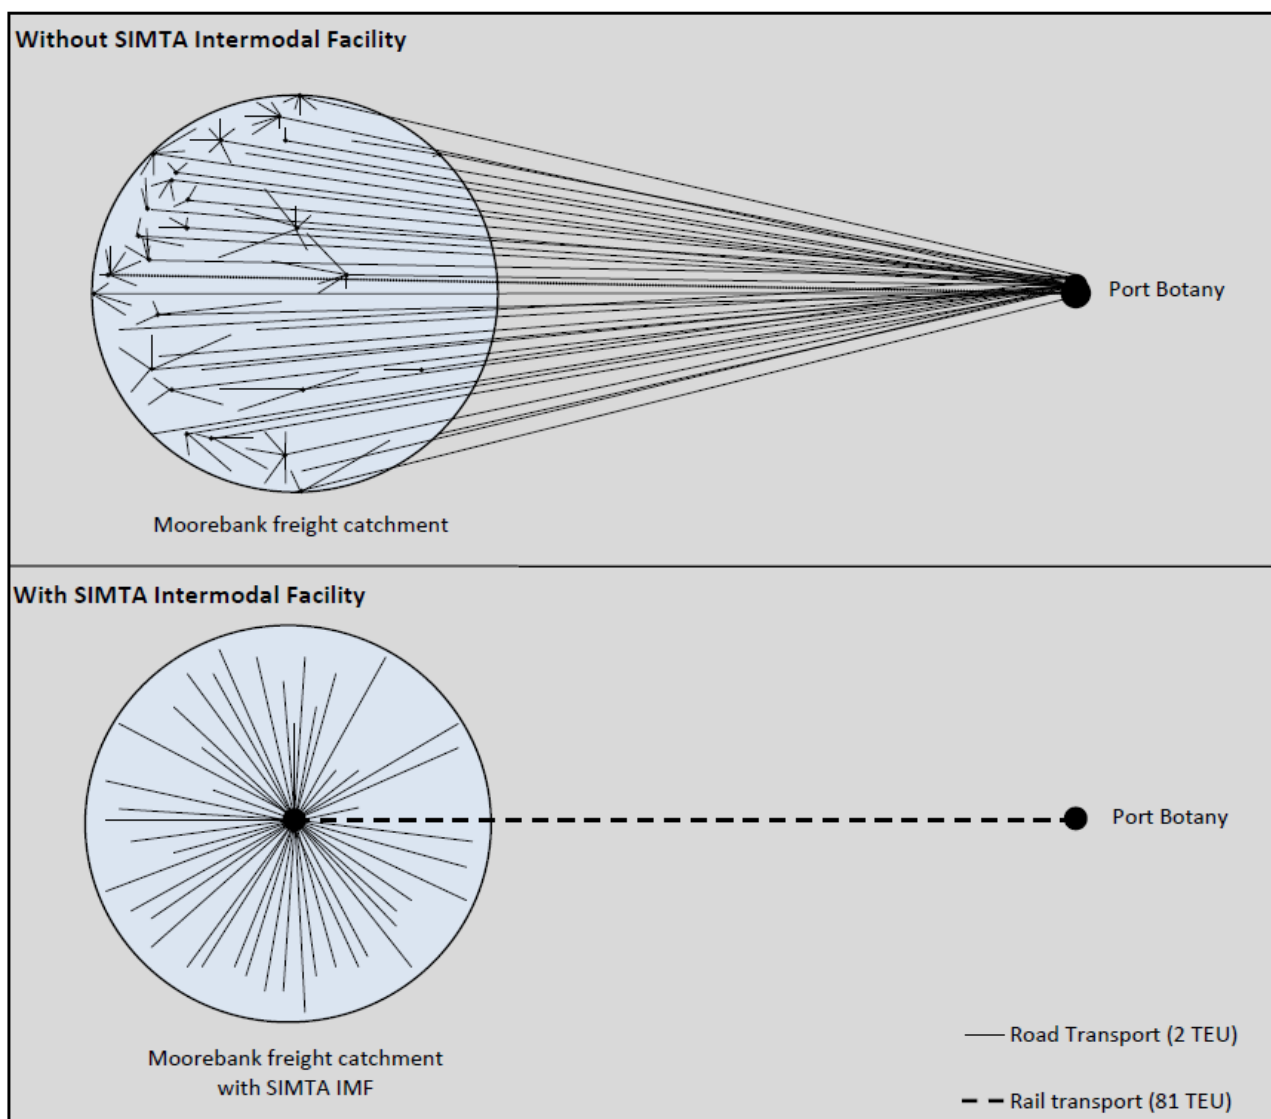 Without SIMTA Intermodal Facility
Port Botany
Moorebank freight catchment
With SIMTA Intermodal Facility
Port Botany
Moorebank freight catchment
with SIMTA IMF
Road Transport (2 TEU)
Rail transport (81 TEU)